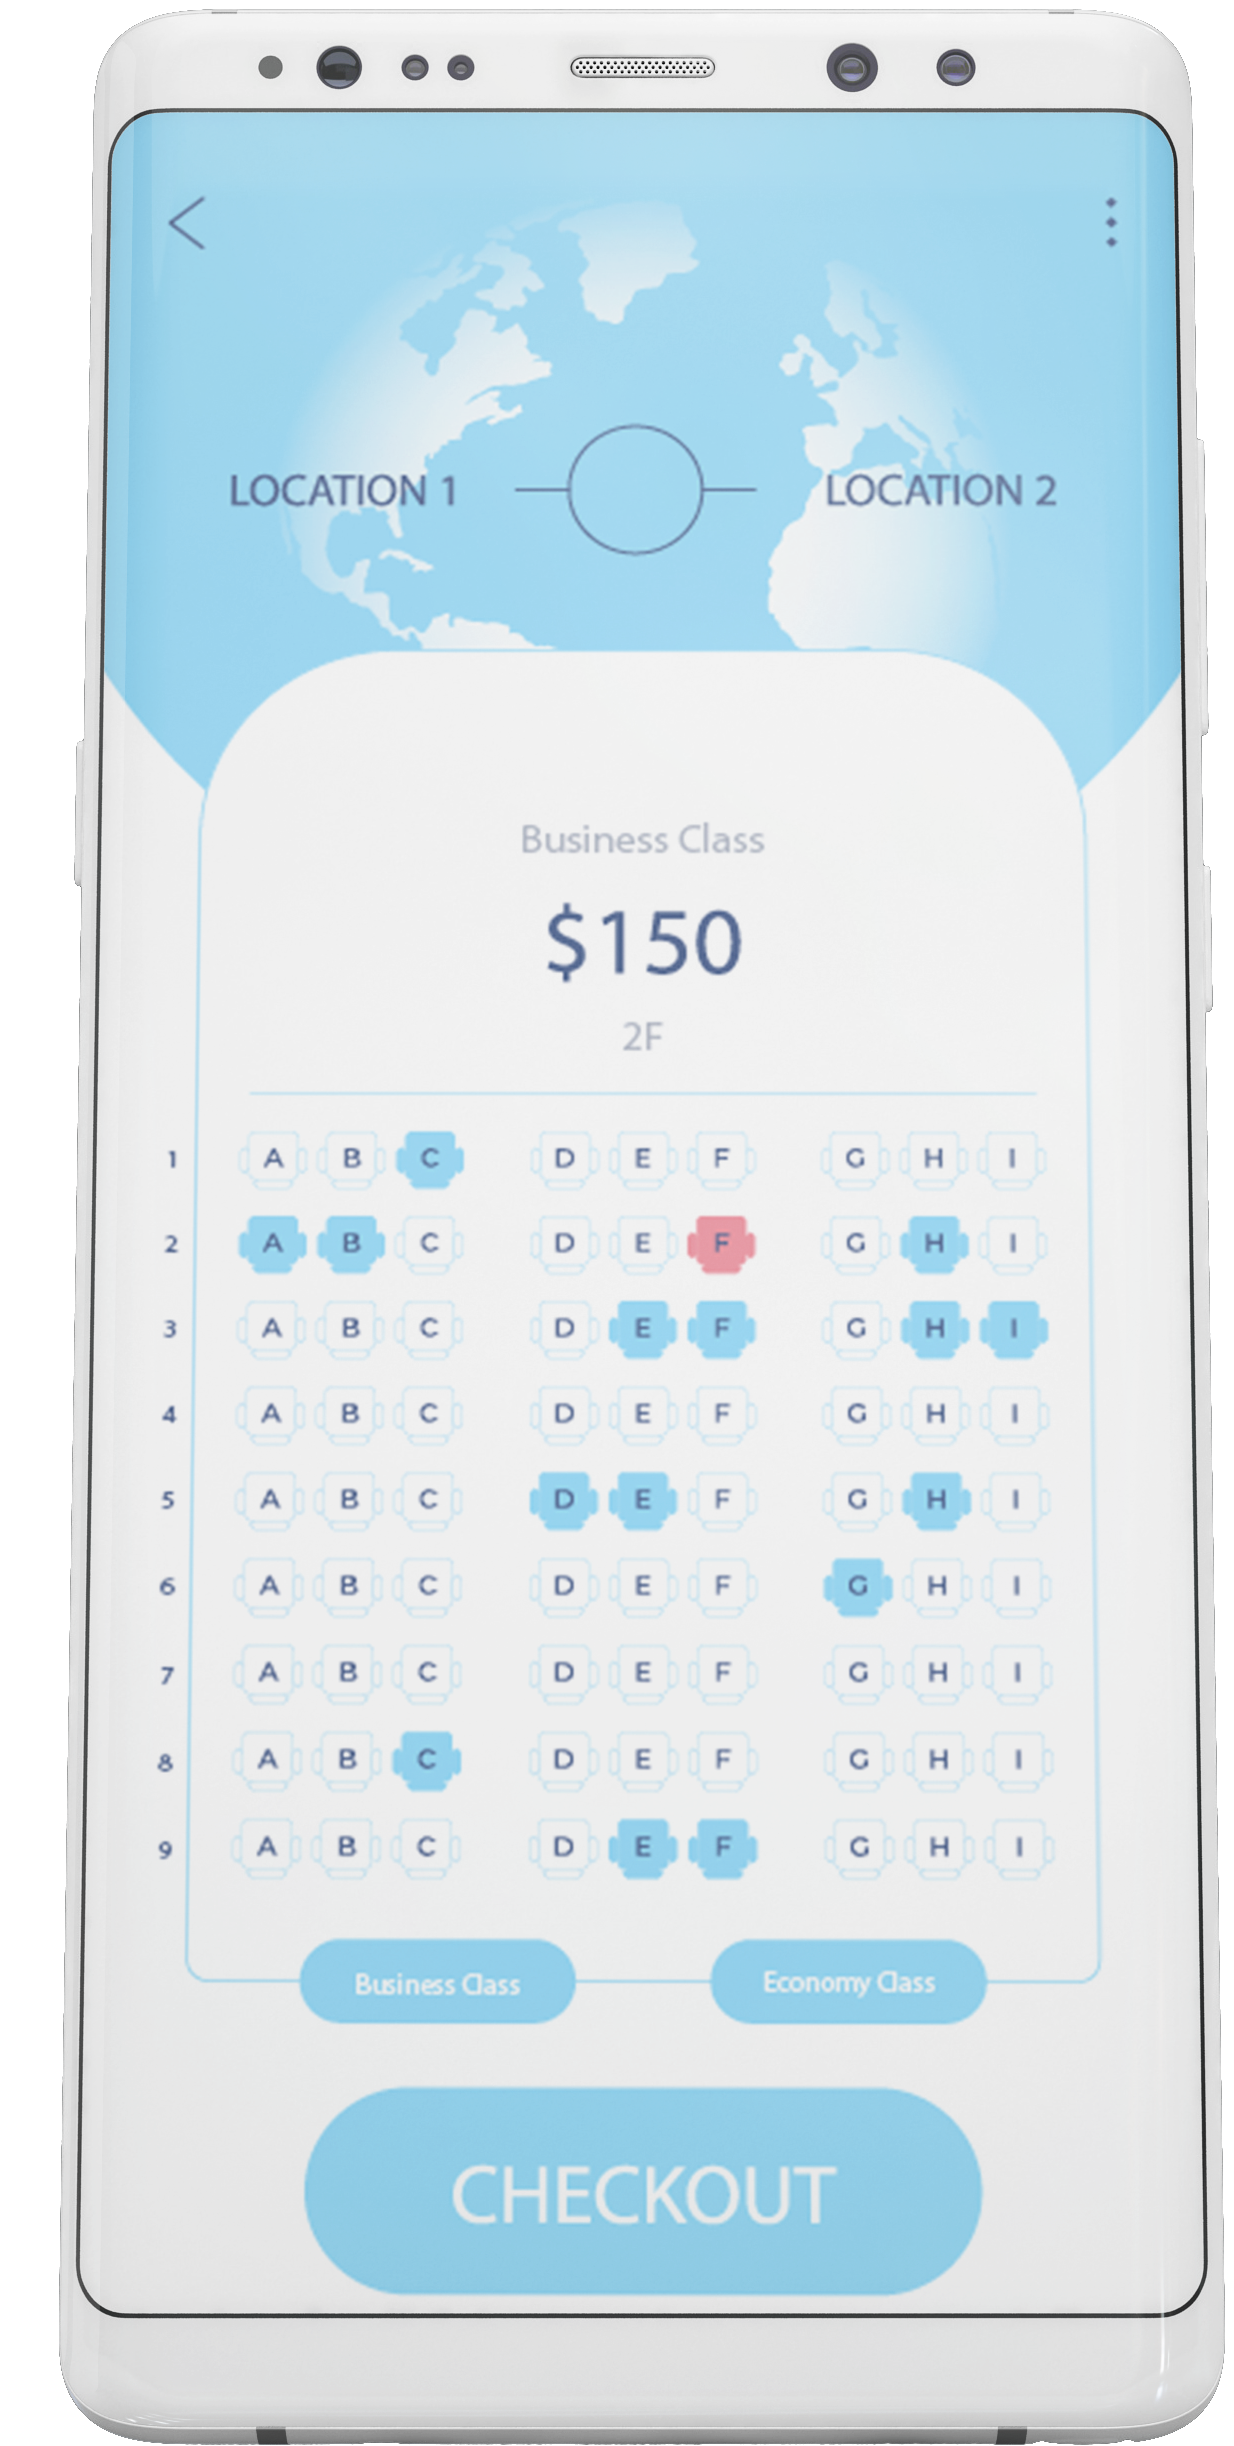 LOCATION 1 LOCATION 2
Business Class
$150
2F
1 A B C D E F G H I
2 A B C D E F G H I
3 A B C D E F G H I
4 A B C D E F G H I
5 A B C D E F G H I
6 A B C D E F G H I
7 A B C D E F G H I
8 A B C D E F G H I
9 A B C D E F G H I
Business Class Economy Class
CHECKOUT